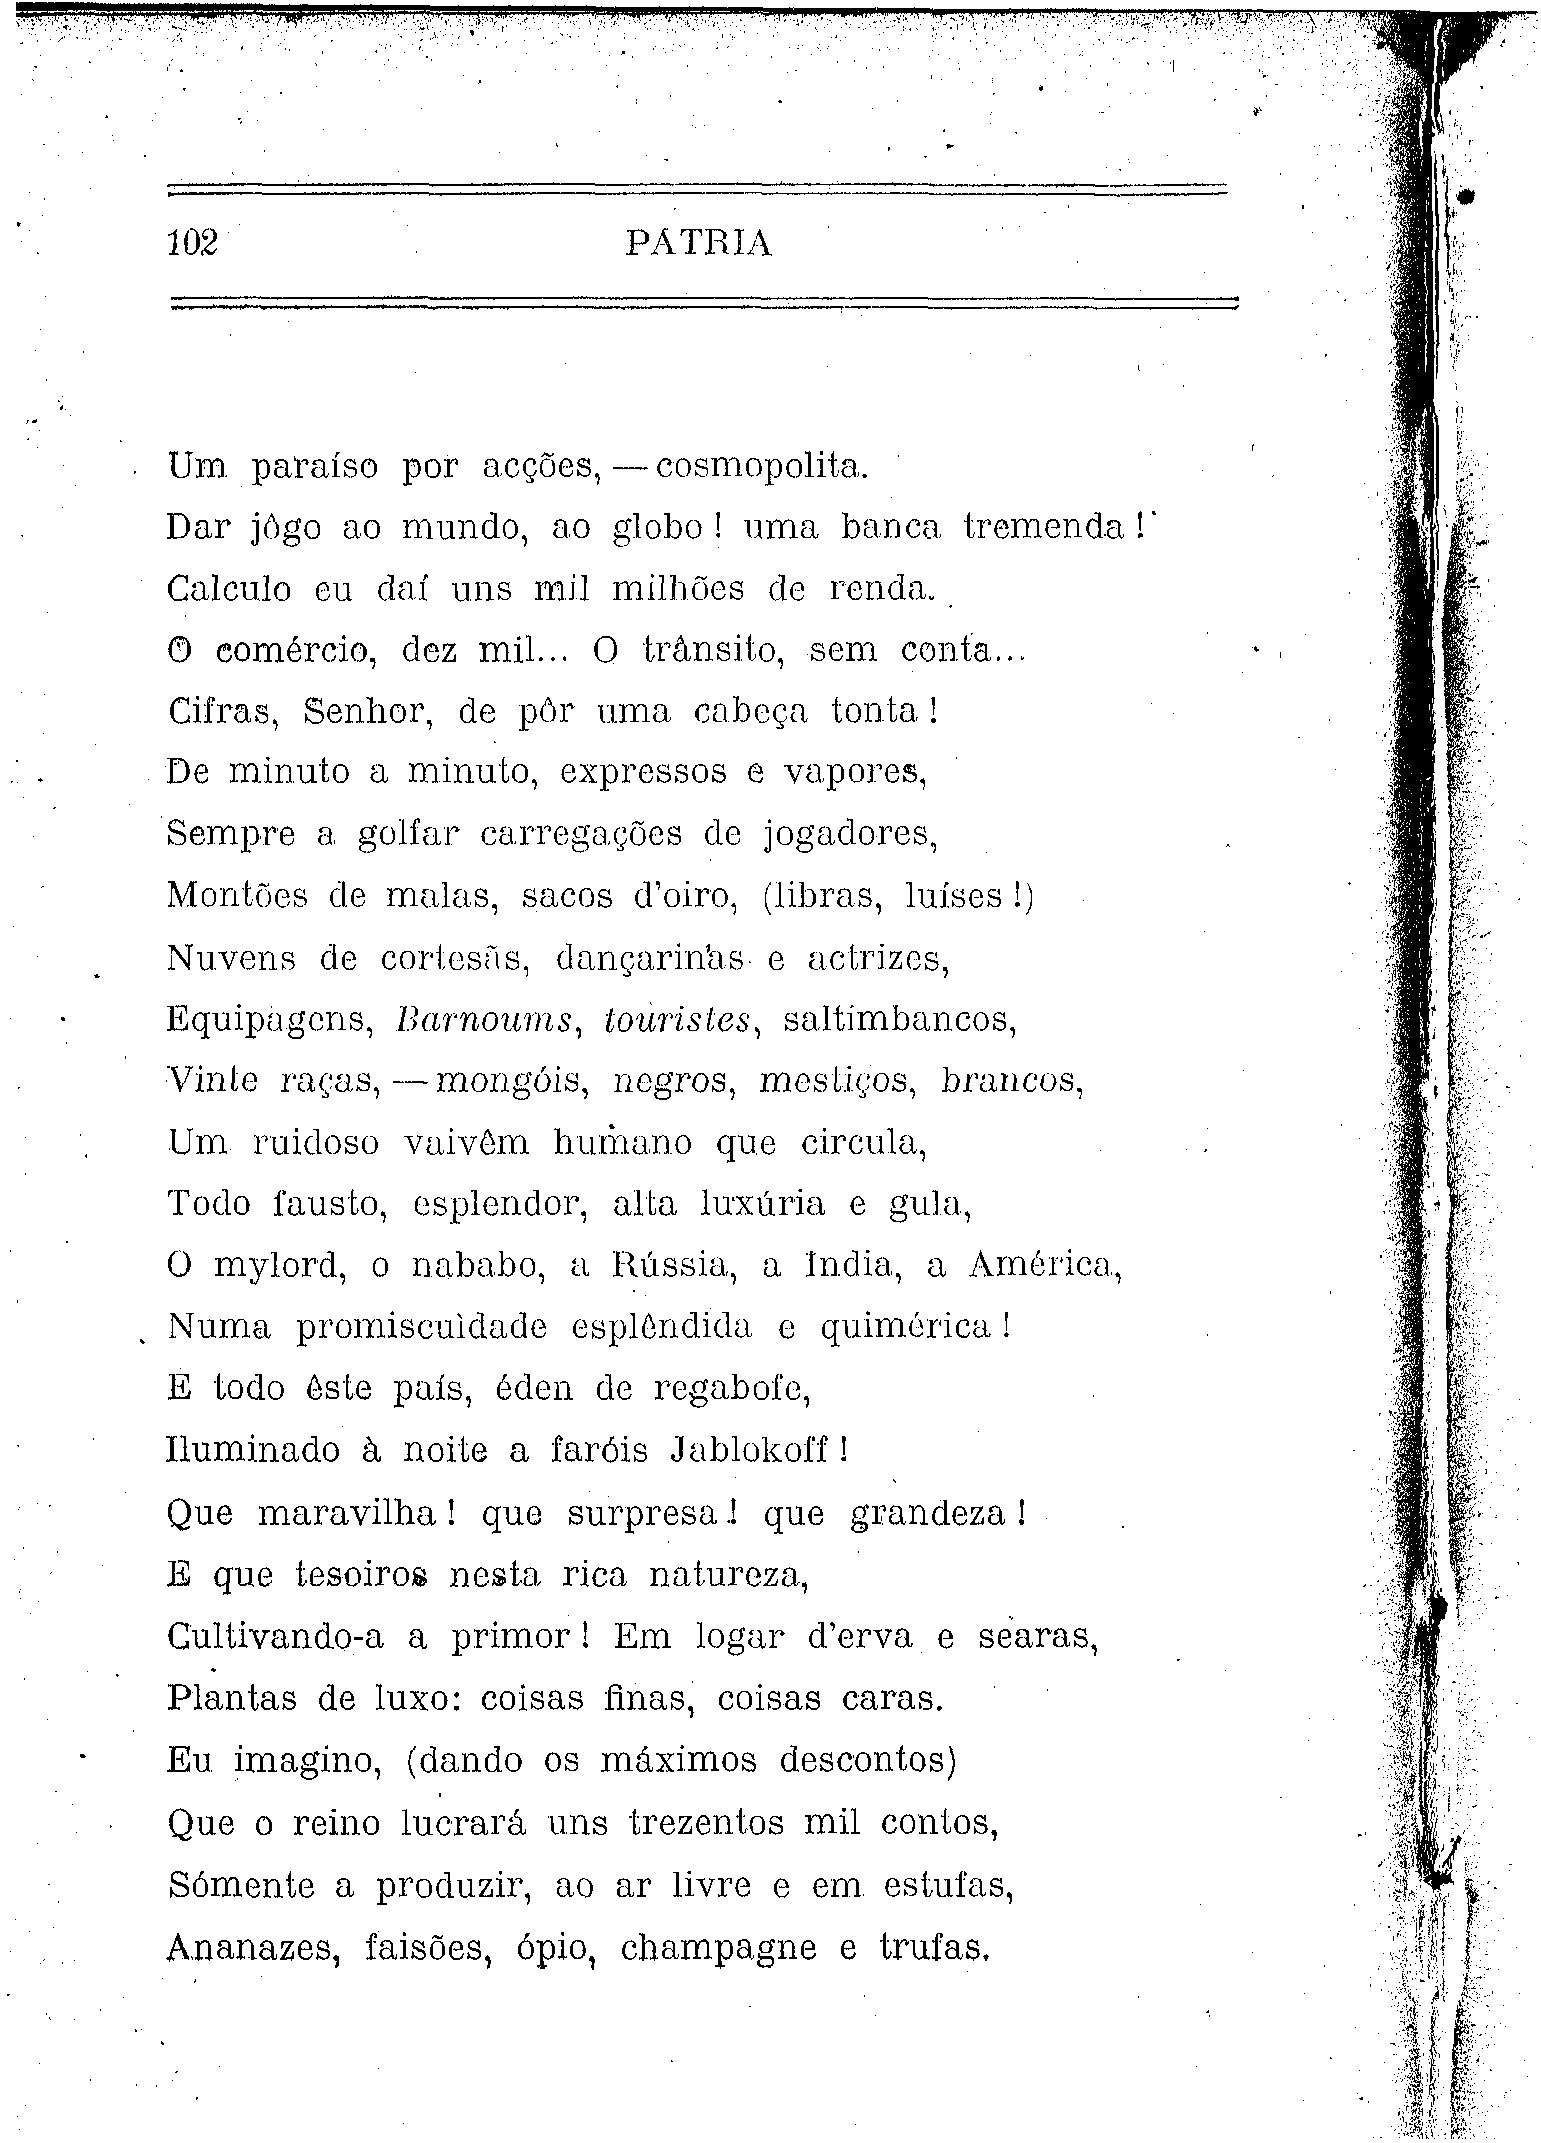 102 PÁTRIA
Um paraíso por acções, — cosmopolita.
Dar jôgo ao mundo, ao globo! uma banca tremenda!
Calculo eu daí uns mil milhões de renda.
O comércio, dez mil... O trânsito, sem conta...
Cifras, Senhor, de pôr uma cabeça tonta!
De minuto a minuto, expressos e vapores,
Sempre a golfar carregações de jogadores,
Montões de malas, sacos d'oiro, (libras, luíses!)
Nuvens de cortesãs, dançarinas e actrizes,
Equipagens, Barnoums, touristes, saltimbancos,
Vinte raças, — mongóis, negros, mestiços, brancos,
Um ruidoso vaivêm humano que circula,
Todo fausto, esplendor, alta luxúria e gula,
O mylord, o nababo, a Rússia, a Índia, a América,
Numa promiscuìdade esplêndida e quimérica!
E todo êste país, éden de regabofe,
Iluminado à noite a faróis Jablokoff!
Que maravilha! que surpresa! que grandeza!
E que tesoiros nesta rica natureza,
Cultivando-a a primor! Em logar d'erva e searas,
Plantas de luxo: coisas finas, coisas caras.
Eu imagino, (dando os máximos descontos)
Que o reino lucrará uns trezentos mil contos,
Sómente a produzir, ao ar livre e em estufas,
Ananazes, faisões, ópio, champagne e trufas.